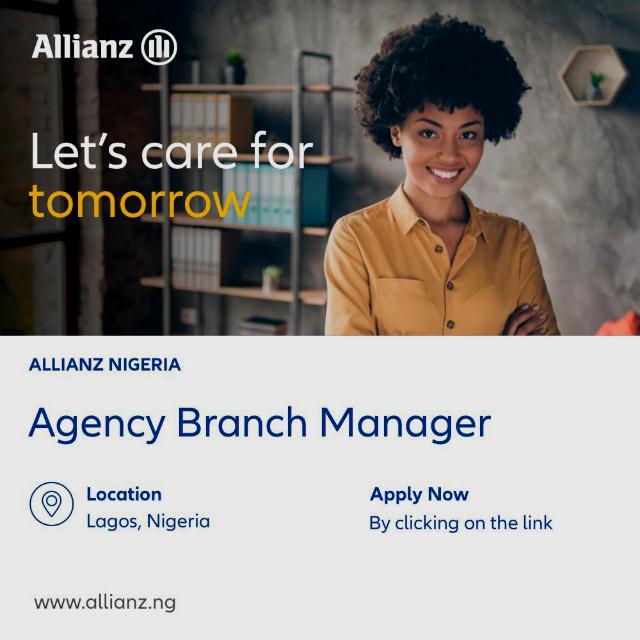 Allianz
Let's care for
tomorrow
ALLIANZ NIGERIA
Agency Branch Manager
Location
Lagos, Nigeria
Apply Now
By clicking on the link
www.allianz.ng